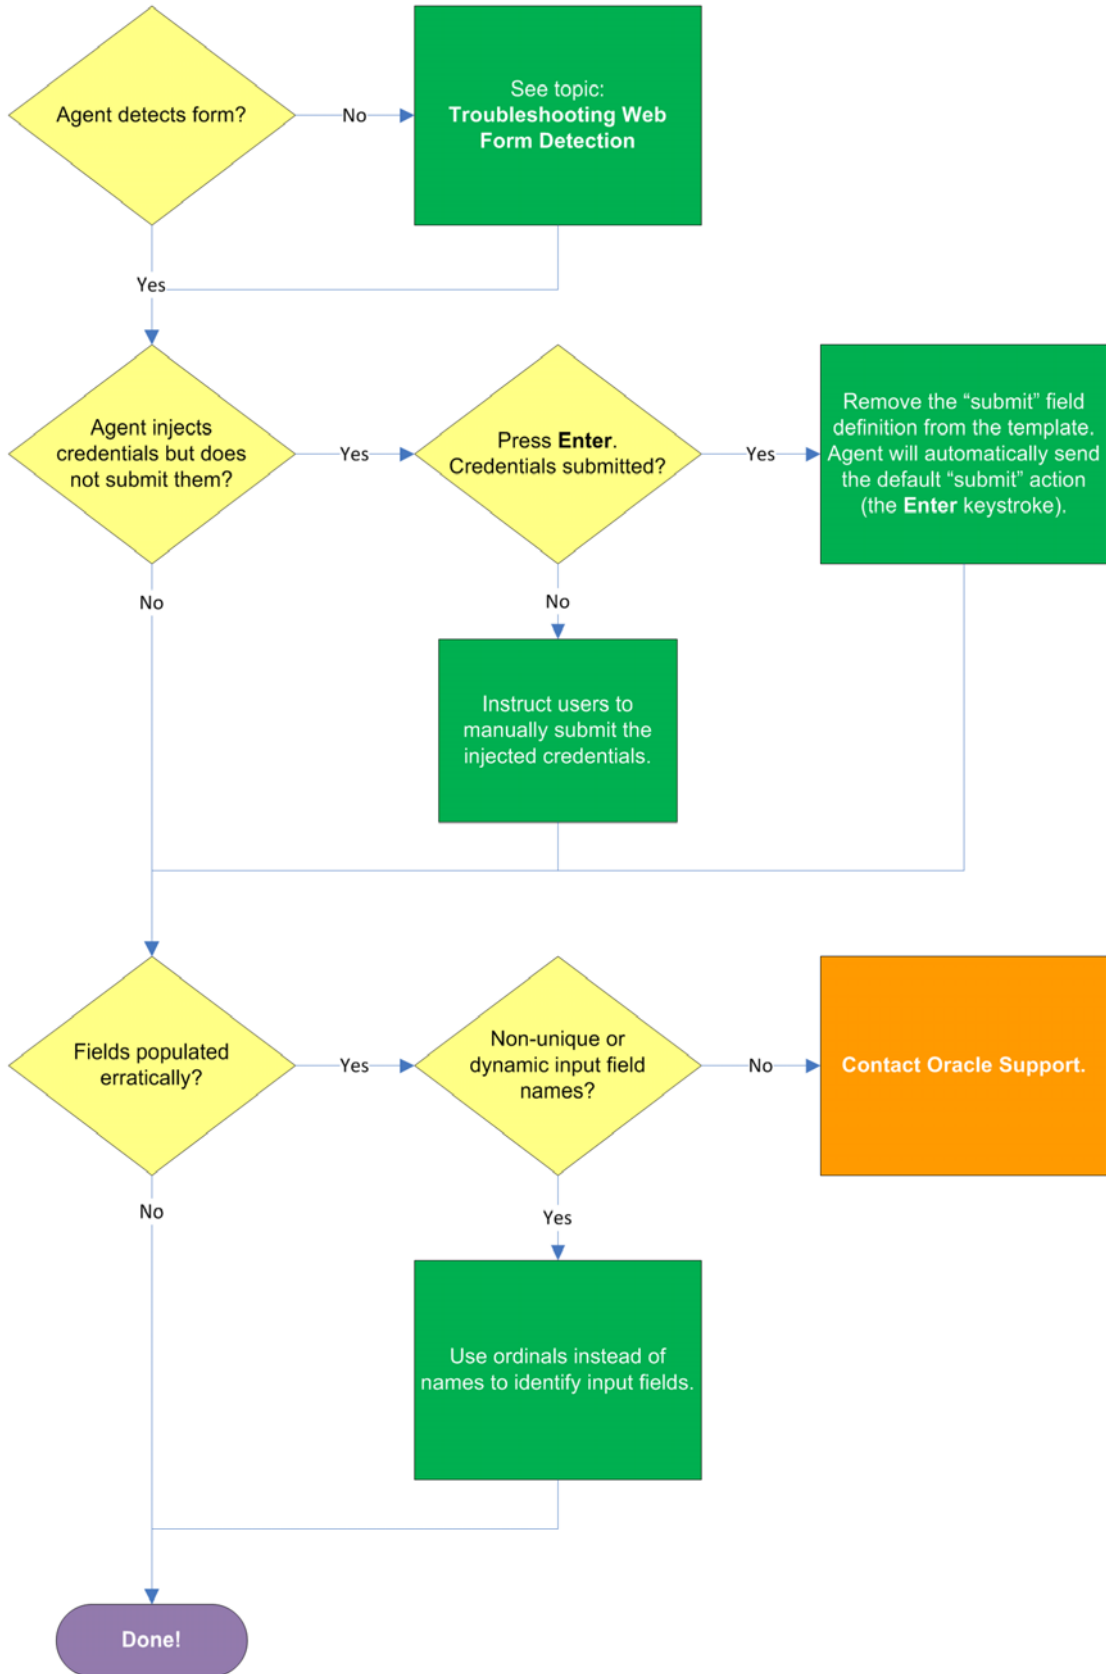 Agent detects form?
No
See topic:
Troubleshooting Web
Form Detection
Yes
Agent injects
credentials but does
not submit them?
Yes
Press Enter.
Credentials submitted?
Yes
Remove the “submit” field
definition from the template.
Agent will automatically send
the default “submit” action
(the Enter keystroke).
No
No
Instruct users to
manually submit the
injected credentials.
Fields populated
erratically?
Yes
Non-unique or
dynamic input field
names?
No
Contact Oracle Support.
No
Yes
Use ordinals instead of
names to identify input fields.
Done!